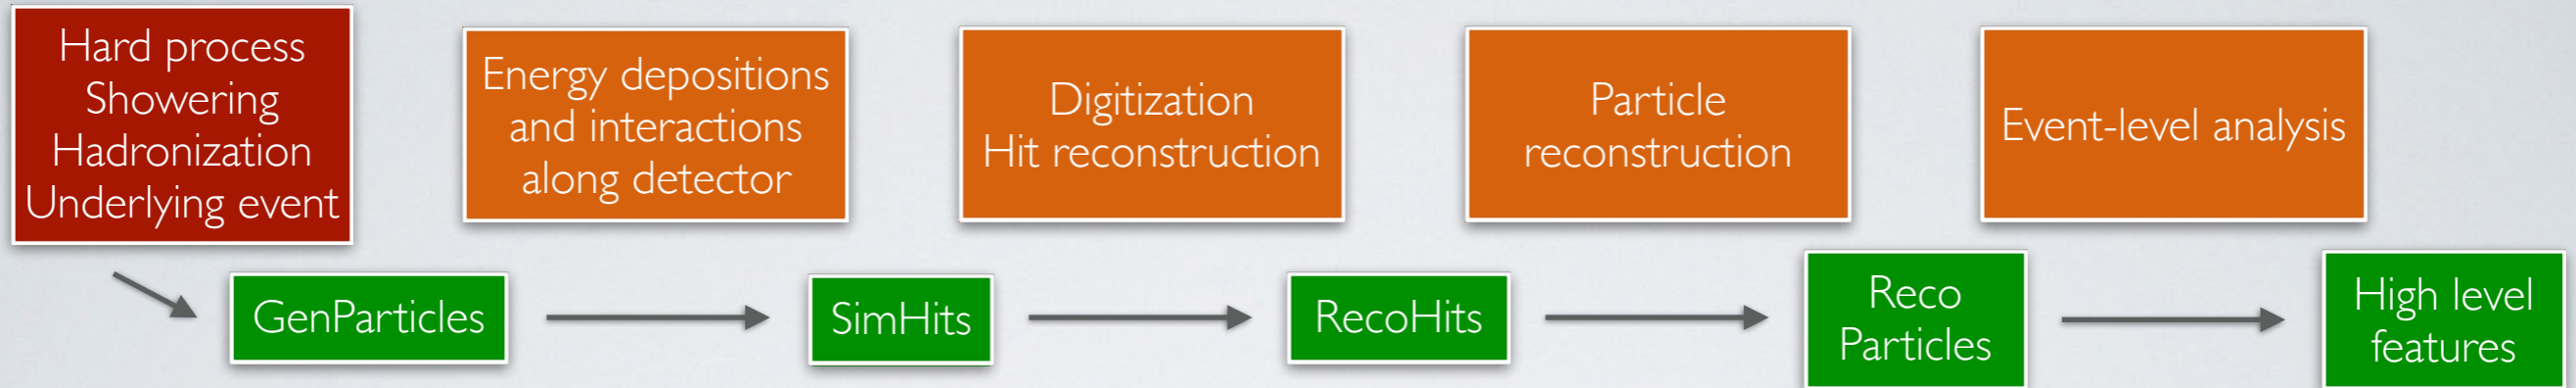 Hard process
Showering
Hadronization
Underlying event
Energy depositions
and interactions
along detector
Digitization
Hit reconstruction
Particle
reconstruction
Event-level analysis
GenParticles
SimHits
RecoHits
Reco
Particles
High level
features